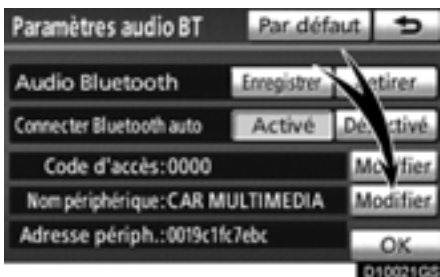 Paramètres audio BT Par défaut
Audio Bluetooth Enregistrer Retirer
Connecter Bluetooth auto Activé Désactivé
Code d'accès:0000 Modifier
Nom périphérique:CAR MULTIMEDIA Modifier
Adresse périph.:0019c1fc7ebc OK
D10021GS